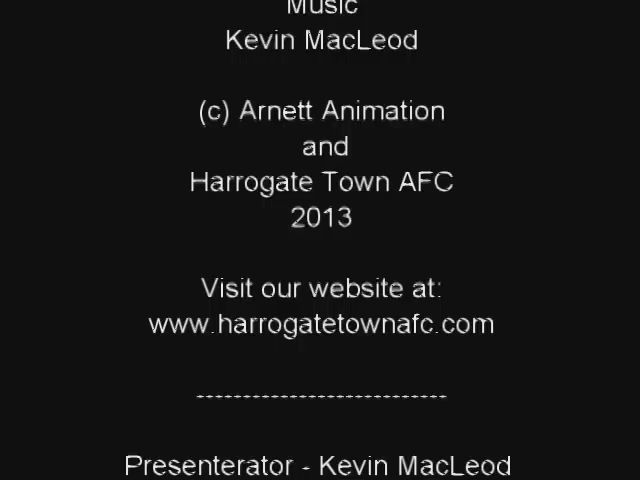 Music
Kevin MacLeod
(c) Arnett Animation
and
Harrogate Town AFC
2013
Visit our website at:
www.harrogatetownafc.com
---------------------------
Presenterator - Kevin MacLeod